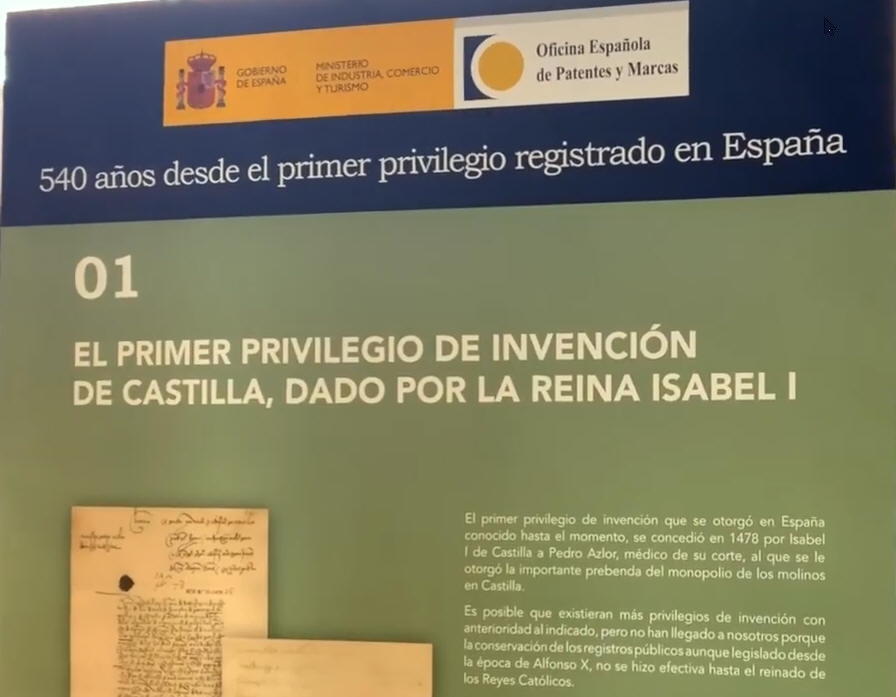 GOBIERNO
DE ESPAÑA
MINISTERIO
DE INDUSTRIA, COMERCIO
Y TURISMO
Oficina Española
de Patentes y Marcas
540 años desde el primer privilegio registrado en España
01
EL PRIMER PRIVILEGIO DE INVENCIÓN
DE CASTILLA, DADO POR LA REINA ISABEL I
El primer privilegio de invención que se otorgó en España
conocido hasta el momento, se concedió en 1478 por Isabel
I de Castilla a Pedro Azlor, médico de su corte, al que se le
otorgó la importante prebenda del monopolio de los molinos
en Castilla.
Es posible que existieran más privilegios de invención con
anterioridad al indicado, pero no han llegado a nosotros porque
la conservación de los registros públicos aunque legislado desde
la época de Alfonso X, no se hizo efectiva hasta el reinado de
los Reyes Católicos.